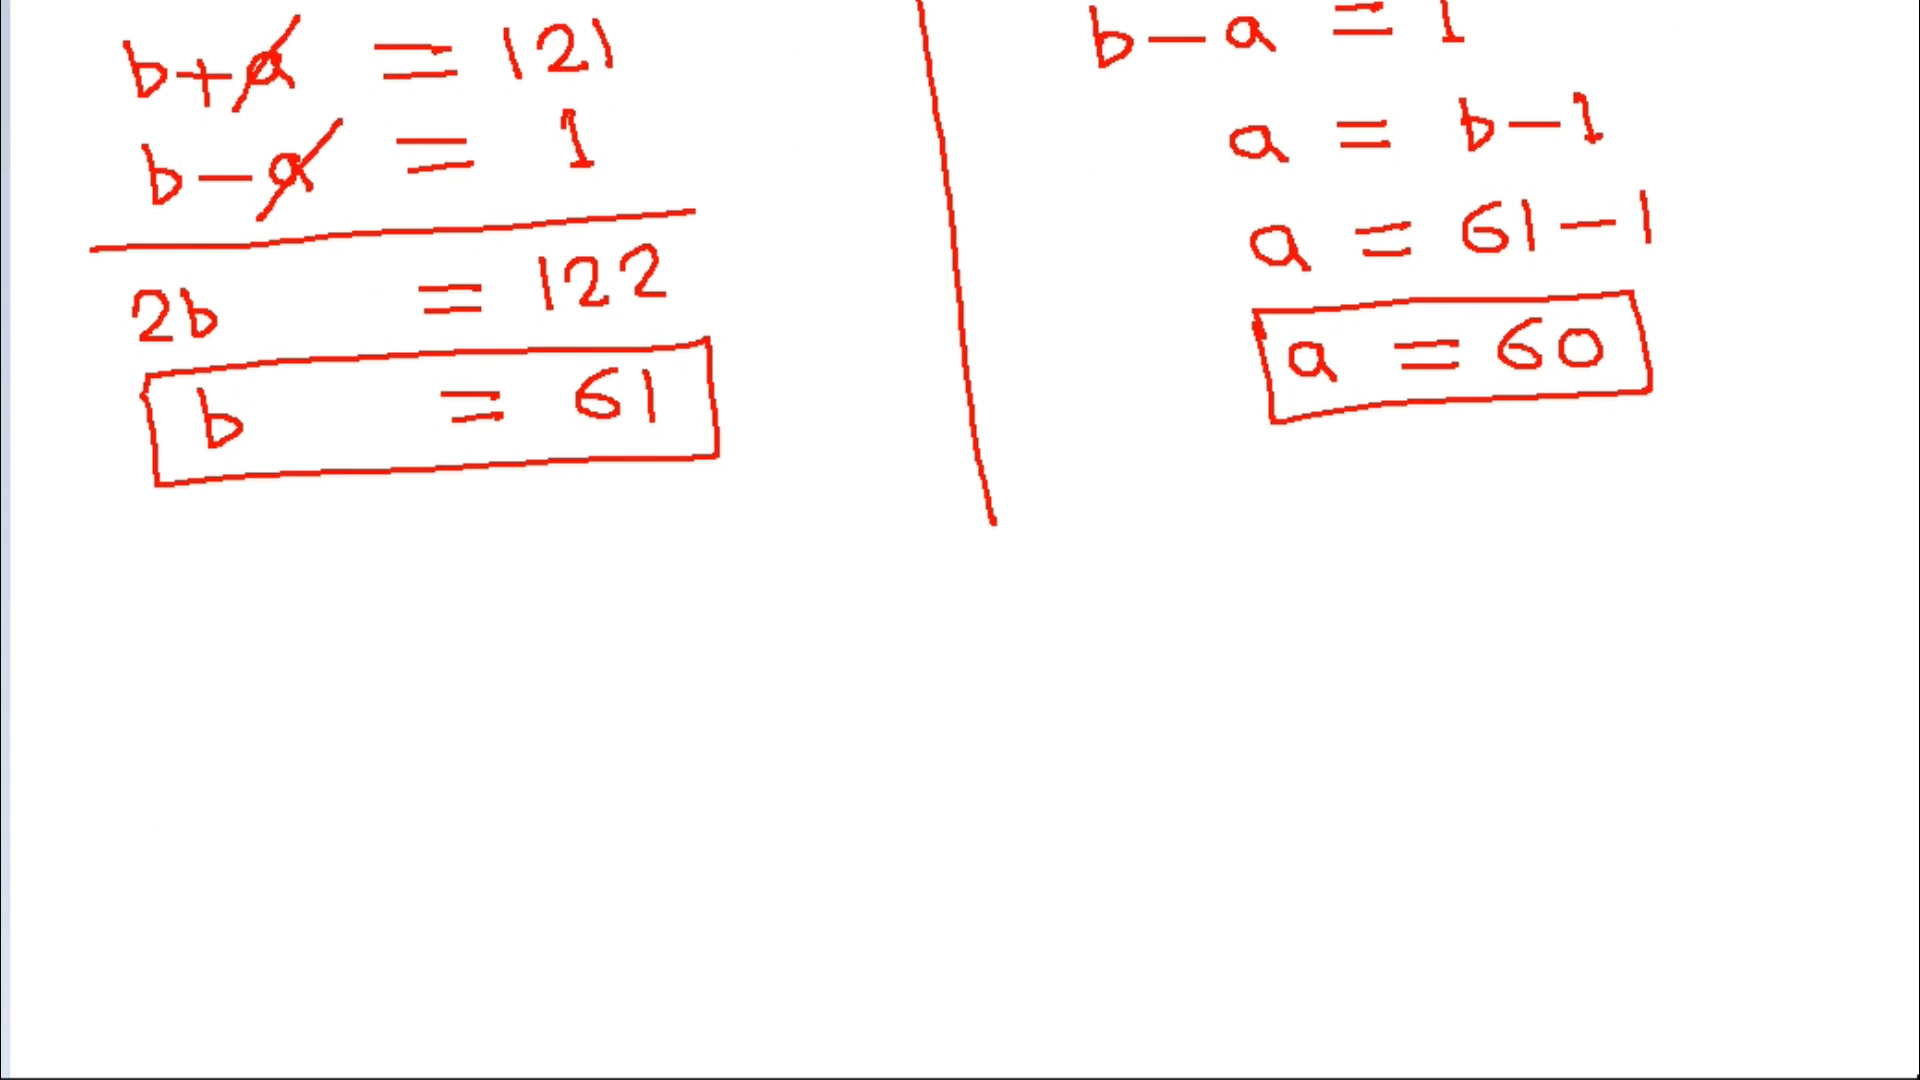 b+a = 121
b-a = 1
2b = 122
b = 61
b-a = 1
a = b-1
a = 61-1
a = 60